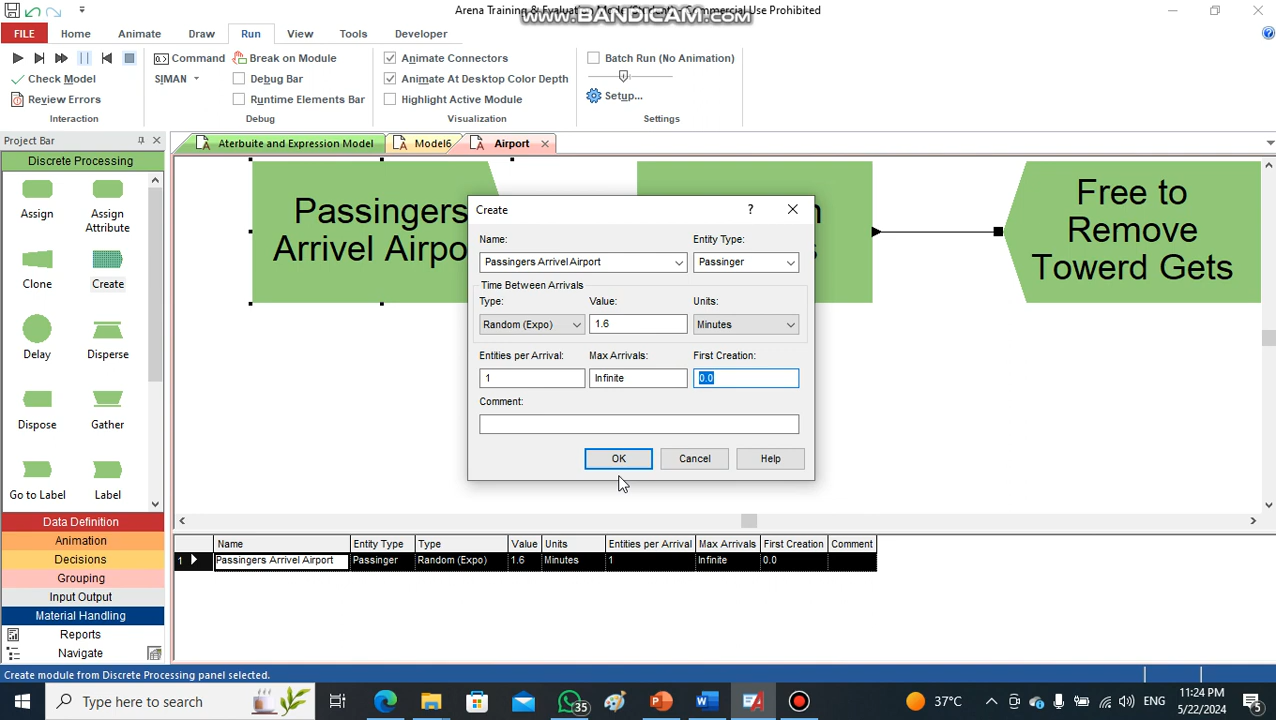 Arena Training & Evaluation Mode
Commercial Use Prohibited
www.BANDICAM.com
FILE Home Animate Draw Run View Tools Developer
Command Break on Module Animate Connectors Batch Run (No Animation)
Check Model SIMAN Debug Bar Animate At Desktop Color Depth
Review Errors Runtime Elements Bar Highlight Active Module Setup...
Interaction Debug Visualization Settings
Project Bar
Aterbuite and Expression Model Model6 Airport
Discrete Processing
Assign
Assign Attribute
Clone
Create
Delay
Disperse
Dispose
Gather
Go to Label
Label
Data Definition
Animation
Decisions
Grouping
Input Output
Material Handling
Reports
Navigate
Passingers
Arrivel Airpo
Free to
Remove
Towerd Gets
Create ?
Name: Entity Type:
Passingers Arrivel Airport Passinger
Time Between Arrivals
Type: Value: Units:
Random (Expo) 1.6 Minutes
Entities per Arrival: Max Arrivals: First Creation:
1 Infinite 0.0
Comment:
OK Cancel Help
Name Entity Type Type Value Units Entities per Arrival Max Arrivals First Creation Comment
1 Passingers Arrivel Airport Passinger Random (Expo) 1.6 Minutes 1 Infinite 0.0
Create module from Discrete Processing panel selected.
Type here to search
35
37°C
ENG
11:24 PM
5/22/2024
5